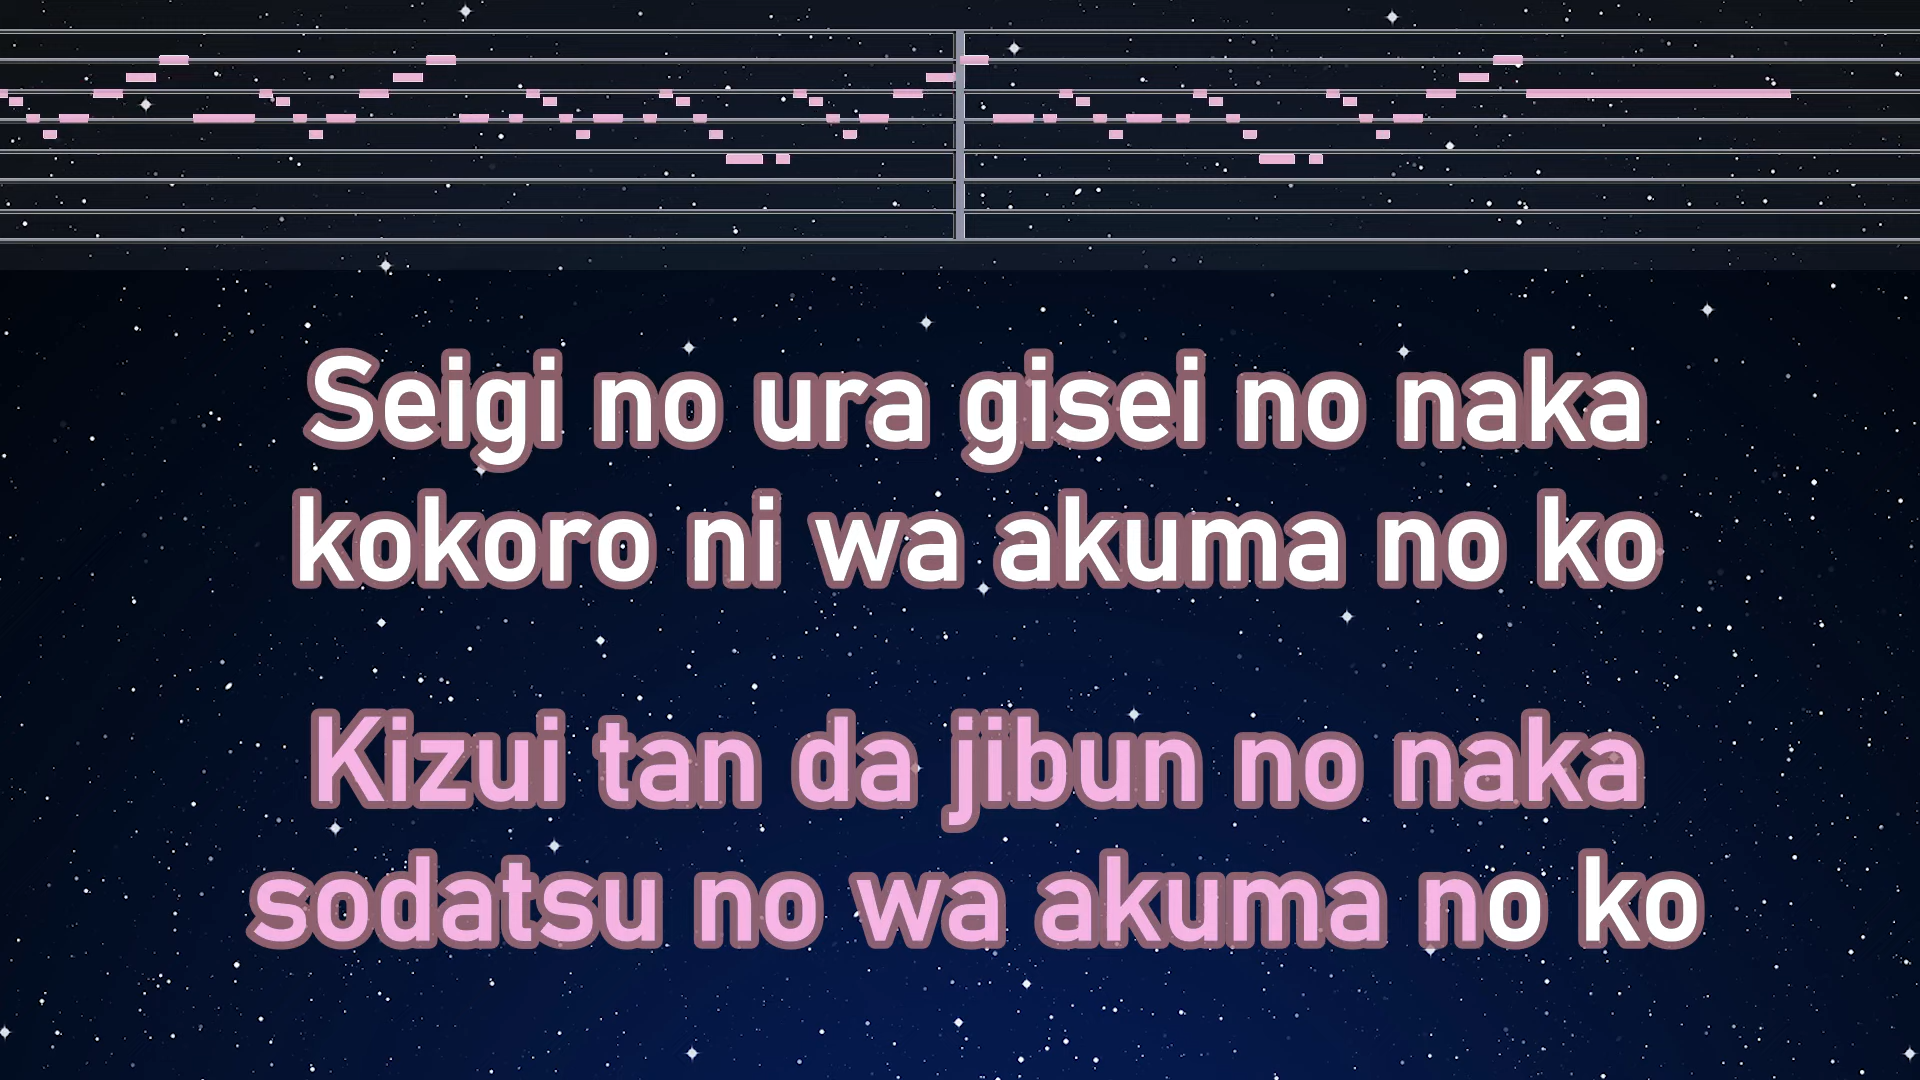 Seigi no ura gisei no naka
kokoro ni wa akuma no ko
Kizui tan da jibun no naka
sodatsu no wa akuma no ko